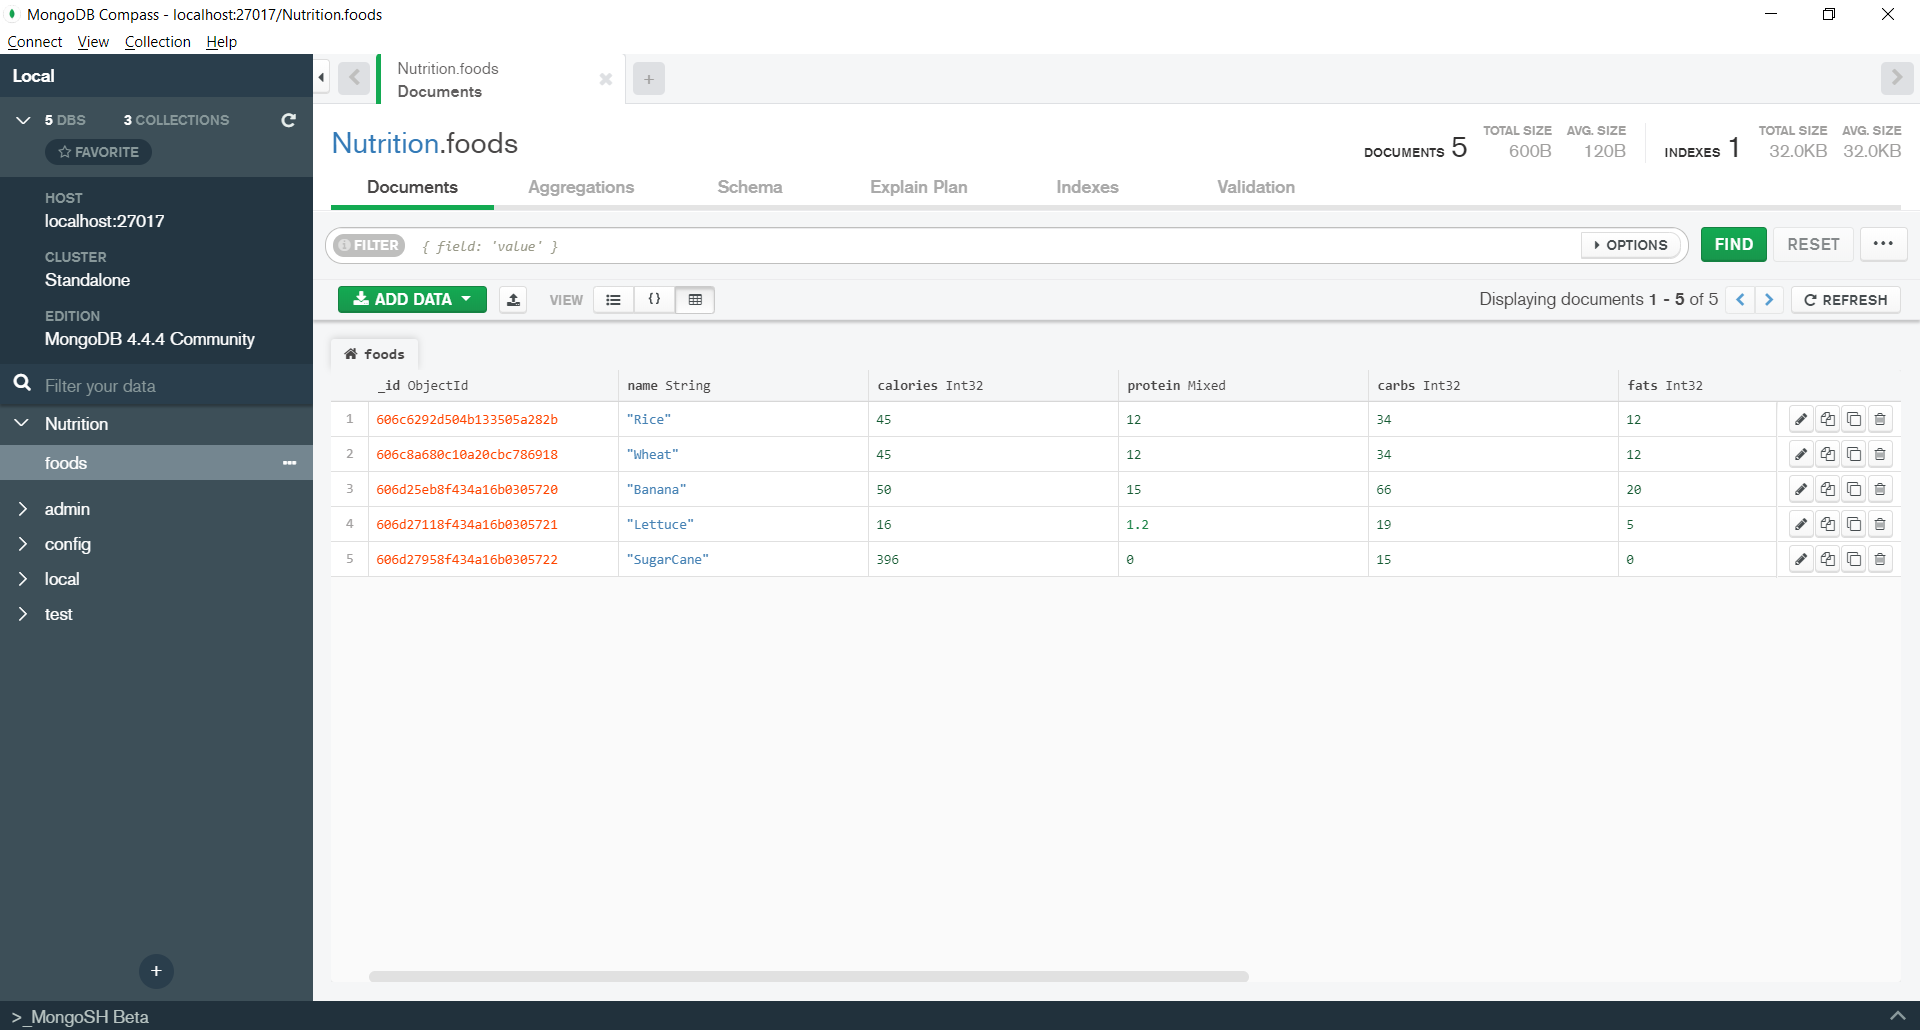 MongoDB Compass - localhost:27017/Nutrition.foods
Connect View Collection Help
Local
5 DBS 3 COLLECTIONS
FAVORITE
HOST
localhost:27017
CLUSTER
Standalone
EDITION
MongoDB 4.4.4 Community
Filter your data
Nutrition
foods
admin
config
local
test
Nutrition.foods
Documents
Nutrition.foods
DOCUMENTS 5 TOTAL SIZE 600B AVG. SIZE 120B INDEXES 1 TOTAL SIZE 32.0KB AVG. SIZE 32.0KB
Documents Aggregations Schema Explain Plan Indexes Validation
FILTER { field: 'value' } OPTIONS FIND RESET
ADD DATA VIEW {} Displaying documents 1 - 5 of 5 REFRESH
foods
_id ObjectId name String calories Int32 protein Mixed carbs Int32 fats Int32
1 606c6292d504b133505a282b "Rice" 45 12 34 12
2 606c8a680c10a20cbc786918 "Wheat" 45 12 34 12
3 606d25eb8f434a16b0305720 "Banana" 50 15 66 20
4 606d27118f434a16b0305721 "Lettuce" 16 1.2 19 5
5 606d27958f434a16b0305722 "SugarCane" 396 0 15 0
>_MongoSH Beta